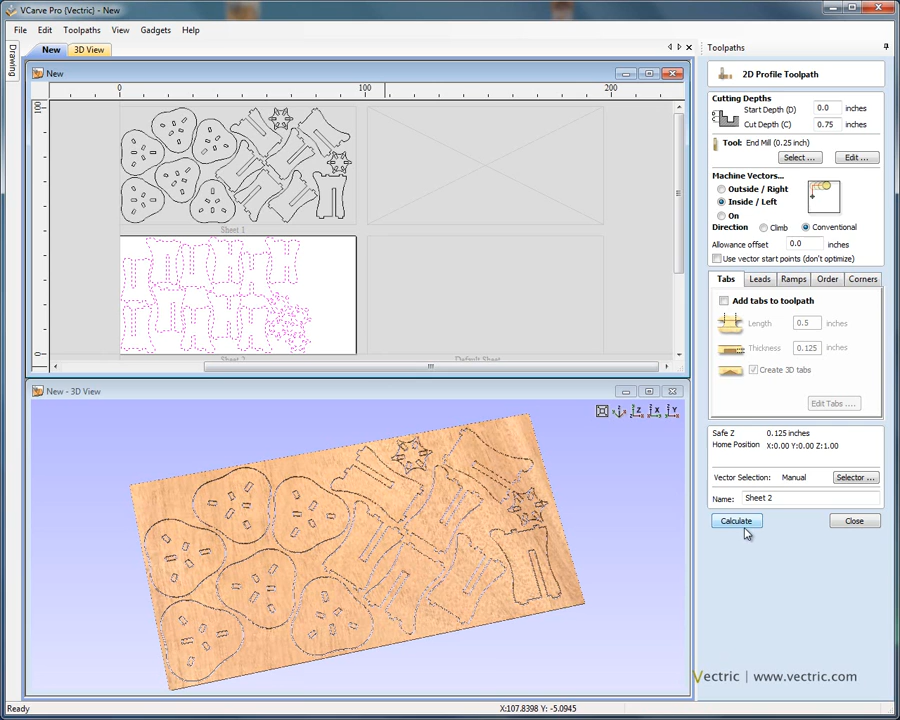 VCarve Pro (Vectric) - New
File Edit Toolpaths View Gadgets Help
Drawing
New 3D View
New
0 100 200
100
Sheet 1
0
Default Sheet
New - 3D View
Z X Y
Toolpaths
2D Profile Toolpath
Cutting Depths
Start Depth (D) 0.0 inches
Cut Depth (C) 0.75 inches
Tool: End Mill (0.25 inch)
Select ... Edit ...
Machine Vectors...
Outside / Right
Inside / Left
On
Direction Climb Conventional
Allowance offset 0.0 inches
Use vector start points (don't optimize)
Tabs Leads Ramps Order Corners
Add tabs to toolpath
Length 0.5 inches
Thickness 0.125 inches
Create 3D tabs
Edit Tabs ....
Safe Z 0.125 inches
Home Position X:0.00 Y:0.00 Z:1.00
Vector Selection: Manual Selector ...
Name: Sheet 2
Calculate Close
Vectric | www.vectric.com
Ready X:107.8398 Y: -5.0945